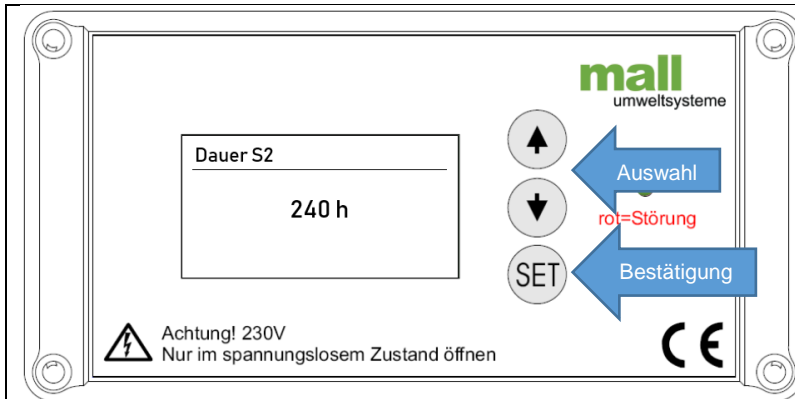 mall
umweltsysteme
Dauer S2
240 h
Auswahl
rot=Störung
SET
Bestätigung
Achtung! 230V
Nur im spannungslosem Zustand öffnen
CE